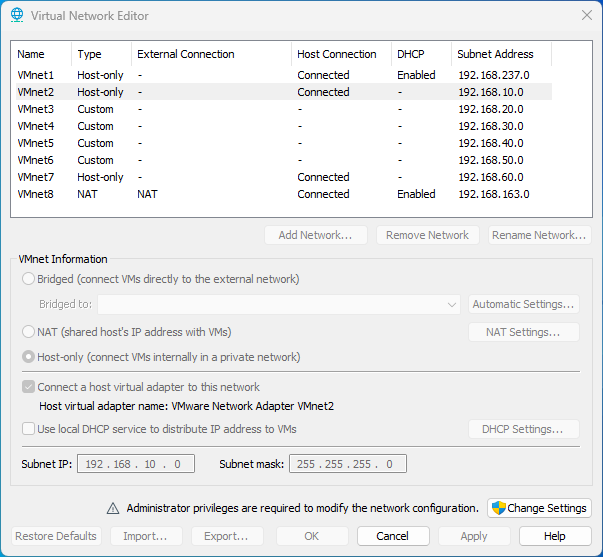 Virtual Network Editor
Name Type External Connection Host Connection DHCP Subnet Address
VMnet1 Host-only - Connected Enabled 192.168.237.0
VMnet2 Host-only - Connected - 192.168.10.0
VMnet3 Custom - - - 192.168.20.0
VMnet4 Custom - - - 192.168.30.0
VMnet5 Custom - - - 192.168.40.0
VMnet6 Custom - - - 192.168.50.0
VMnet7 Host-only - Connected - 192.168.60.0
VMnet8 NAT NAT Connected Enabled 192.168.163.0
Add Network... Remove Network Rename Network...
VMnet Information
Bridged (connect VMs directly to the external network)
Bridged to: Automatic Settings...
NAT (shared host's IP address with VMs) NAT Settings...
Host-only (connect VMs internally in a private network)
Connect a host virtual adapter to this network
Host virtual adapter name: VMware Network Adapter VMnet2
Use local DHCP service to distribute IP address to VMs DHCP Settings...
Subnet IP: 192 . 168 . 10 . 0 Subnet mask: 255 . 255 . 255 . 0
Administrator privileges are required to modify the network configuration. Change Settings
Restore Defaults Import... Export... OK Cancel Apply Help